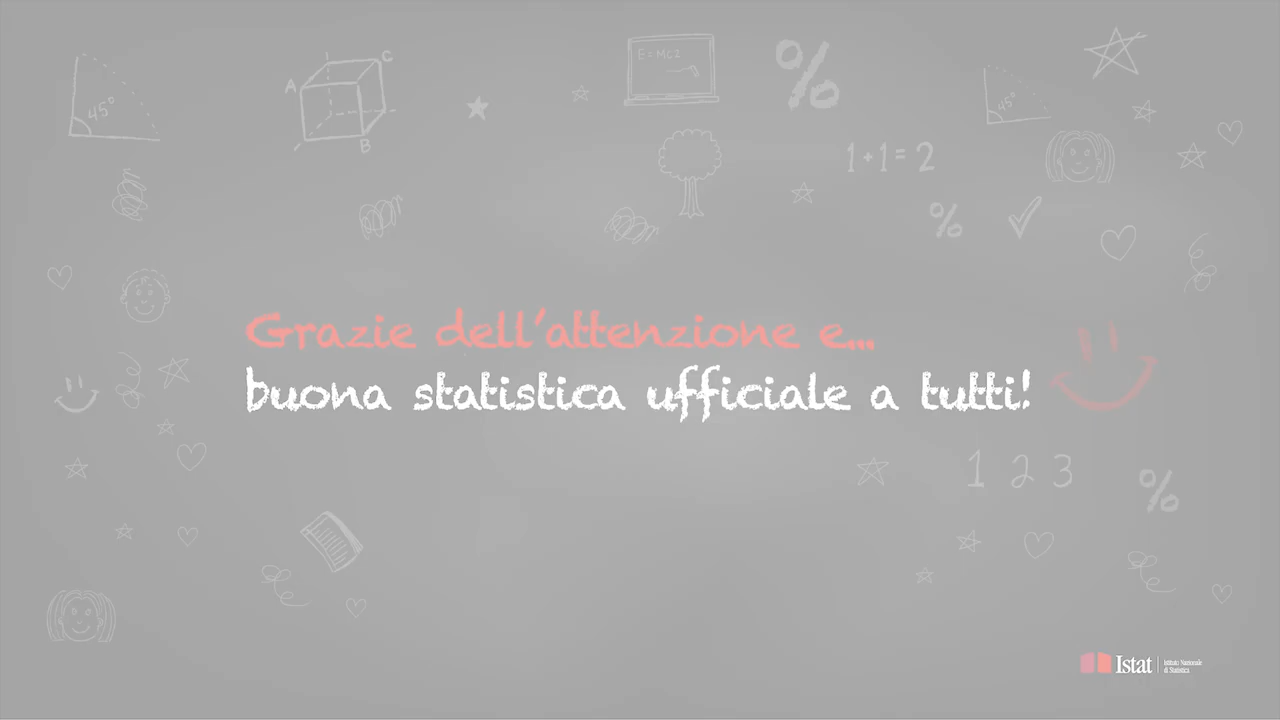 45°
A
C
B
E=MC2
%
45°
1+1=2
%
Grazie dell'attenzione e...
buona statistica ufficiale a tutti!
1 2 3
%
Istat
Istituto Nazionale
di Statistica